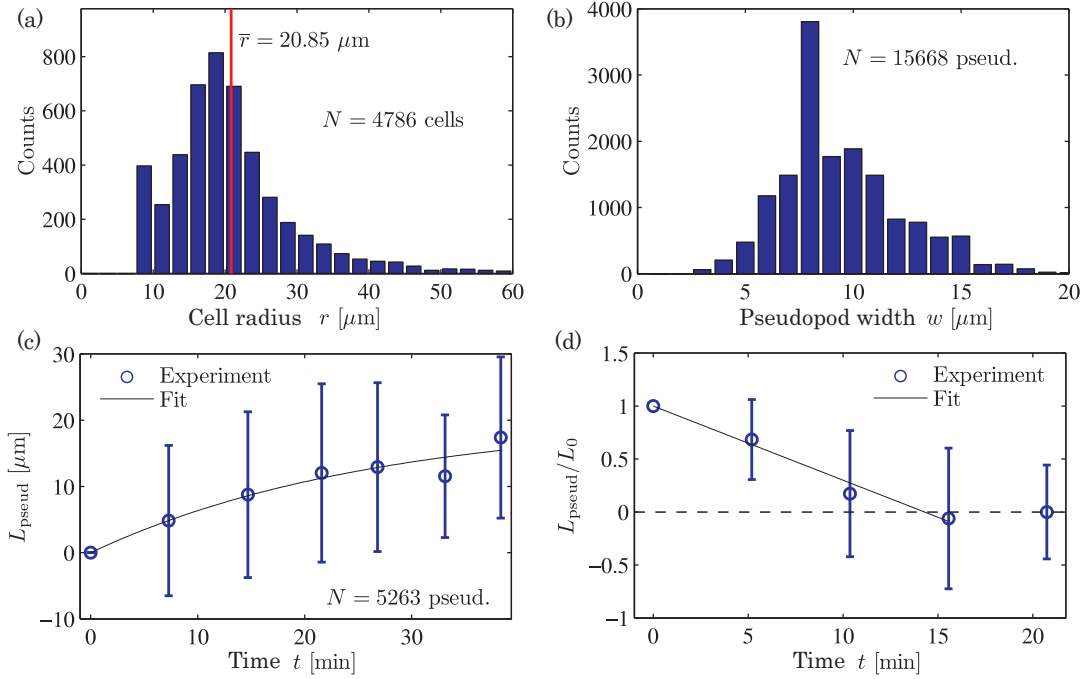 (a)
r̅ = 20.85 μm
N = 4786 cells
Counts
800
600
400
200
0
0 10 20 30 40 50 60
Cell radius r [μm]
(b)
N = 15668 pseud.
Counts
4000
3000
2000
1000
0
0 5 10 15 20
Pseudopod width w [μm]
(c)
Experiment
Fit
N = 5263 pseud.
L_pseud [μm]
30
20
10
0
−10
0 10 20 30
Time t [min]
(d)
Experiment
Fit
L_pseud/L_0
1.5
1
0.5
0
−0.5
−1
0 5 10 15 20
Time t [min]